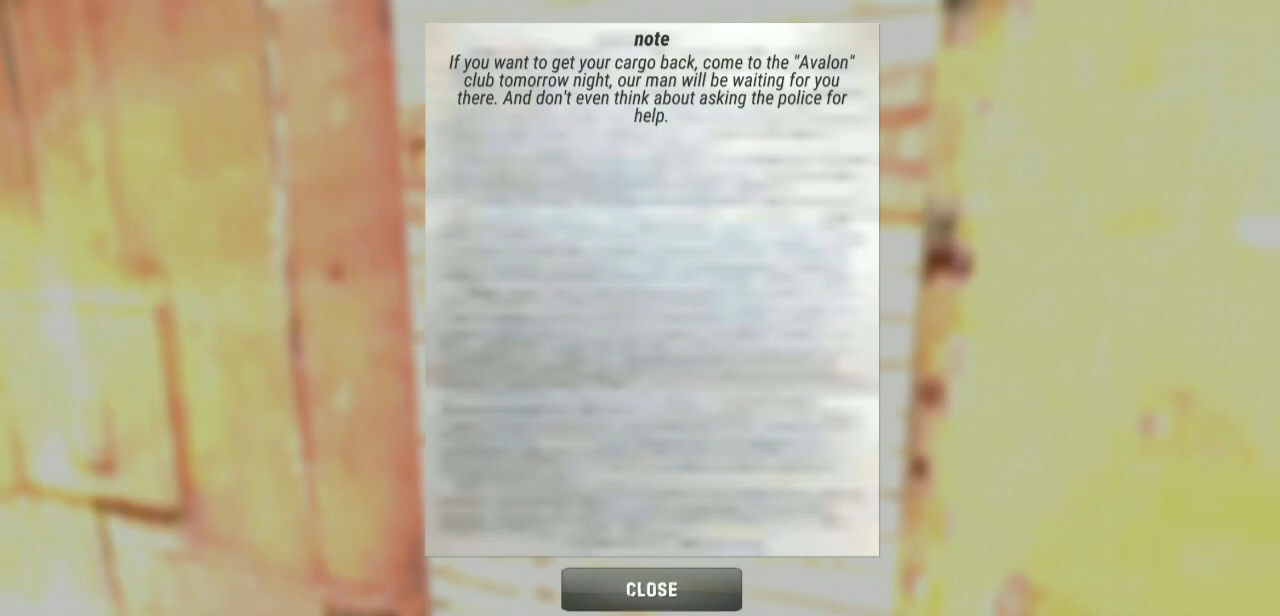 note
If you want to get your cargo back, come to the "Avalon"
club tomorrow night, our man will be waiting for you
there. And don't even think about asking the police for
help.
CLOSE